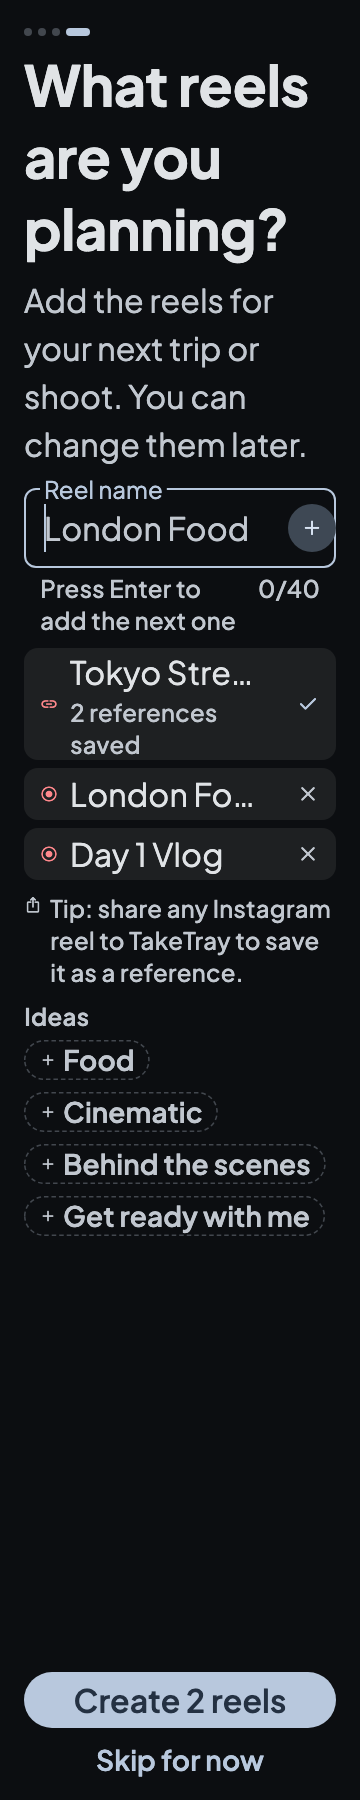 What reels
are you
planning?
Add the reels for
your next trip or
shoot. You can
change them later.
Reel name
London Food
+
Press Enter to
add the next one
0/40
Tokyo Stre...
2 references
saved
London Fo...
Day 1 Vlog
Tip: share any Instagram
reel to TakeTray to save
it as a reference.
Ideas
+ Food
+ Cinematic
+ Behind the scenes
+ Get ready with me
Create 2 reels
Skip for now